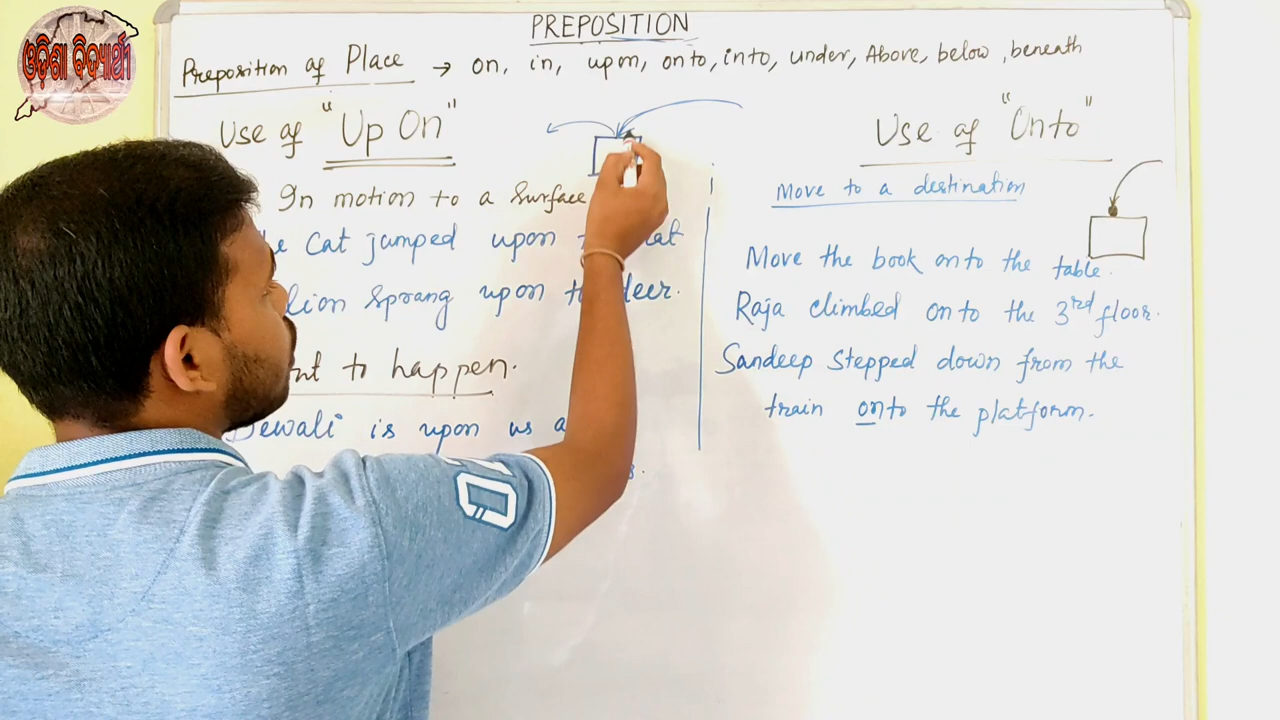 ଓଡ଼ିଶା ବିଦ୍ୟାର୍ଥୀ
PREPOSITION
Preposition of Place → on, in, upon, onto, into, under, Above, below, beneath
Use of "Up On"
In motion to a surface
Cat jumped upon
lion sprang upon deer.
to happen.
Dewali is upon us
Use of "Onto"
Move to a destination
Move the book onto the table.
Raja climbed onto the 3rd floor.
Sandeep stepped down from the
train onto the platform.